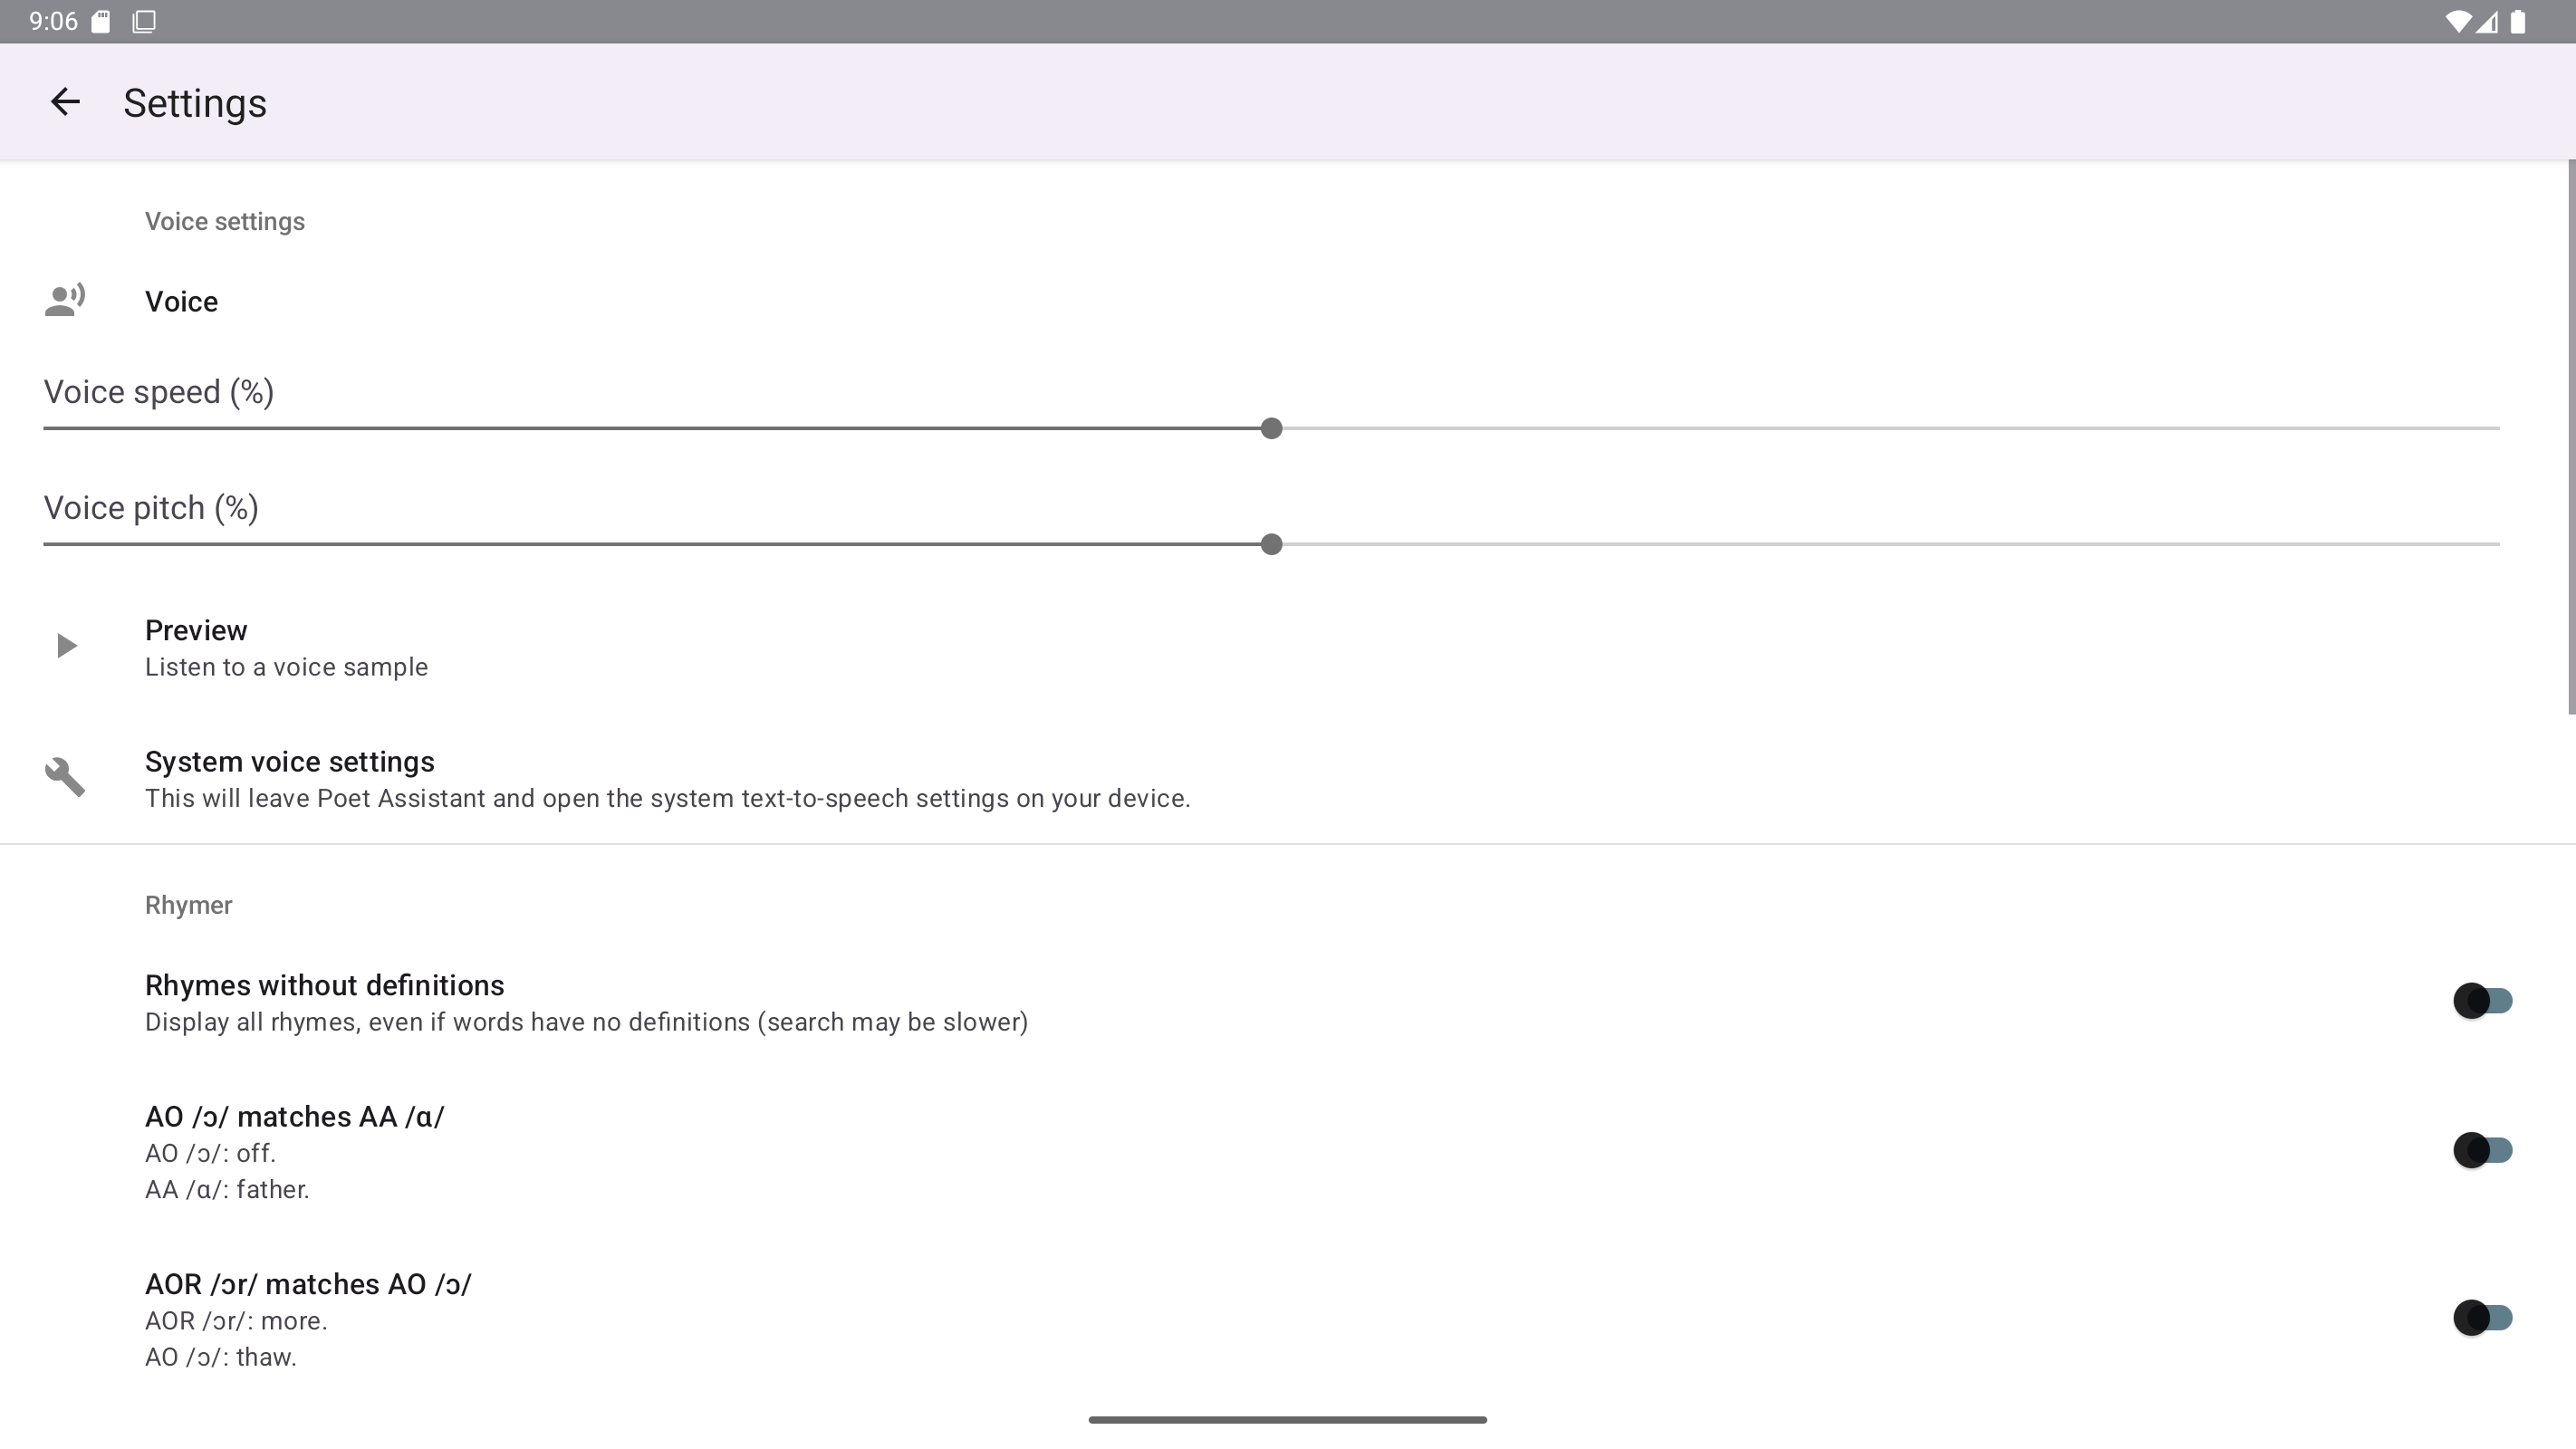 9:06
Settings
Voice settings
Voice
Voice speed (%)
Voice pitch (%)
Preview
Listen to a voice sample
System voice settings
This will leave Poet Assistant and open the system text-to-speech settings on your device.
Rhymer
Rhymes without definitions
Display all rhymes, even if words have no definitions (search may be slower)
AO /ɔ/ matches AA /ɑ/
AO /ɔ/: off.
AA /ɑ/: father.
AOR /ɔr/ matches AO /ɔ/
AOR /ɔr/: more.
AO /ɔ/: thaw.